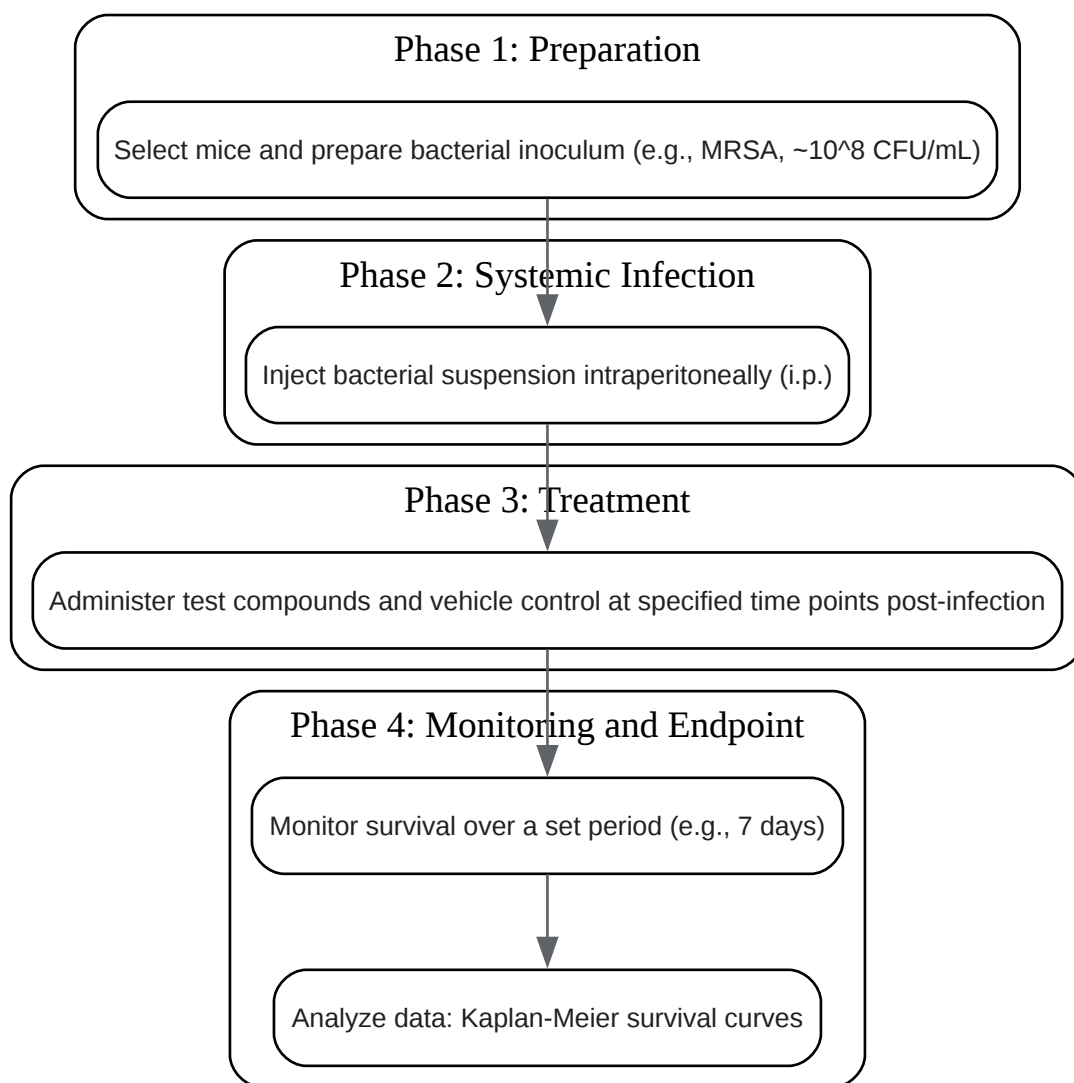 Phase 1: Preparation
Select mice and prepare bacterial inoculum (e.g., MRSA, ~10^8 CFU/mL)
Phase 2: Systemic Infection
Inject bacterial suspension intraperitoneally (i.p.)
Phase 3: Treatment
Administer test compounds and vehicle control at specified time points post-infection
Phase 4: Monitoring and Endpoint
Monitor survival over a set period (e.g., 7 days)
Analyze data: Kaplan-Meier survival curves